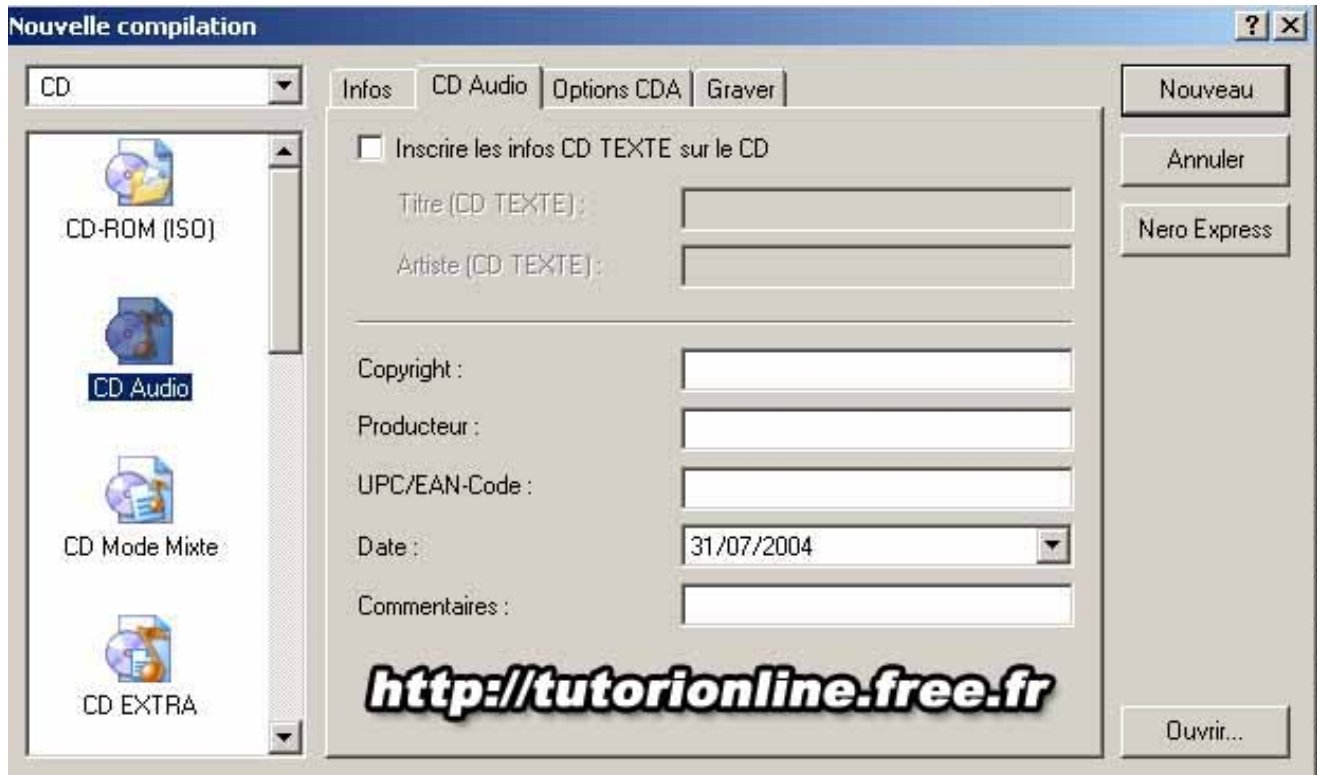 Nouvelle compilation
CD
CD-ROM (ISO)
CD Audio
CD Mode Mixte
CD EXTRA
Infos
CD Audio
Options CDA
Graver
Inscrire les infos CD TEXTE sur le CD
Titre (CD TEXTE) :
Artiste (CD TEXTE) :
Copyright :
Producteur :
UPC/EAN-Code :
Date :
31/07/2004
Commentaires :
http://tutorionline.free.fr
Nouveau
Annuler
Nero Express
Ouvrir...